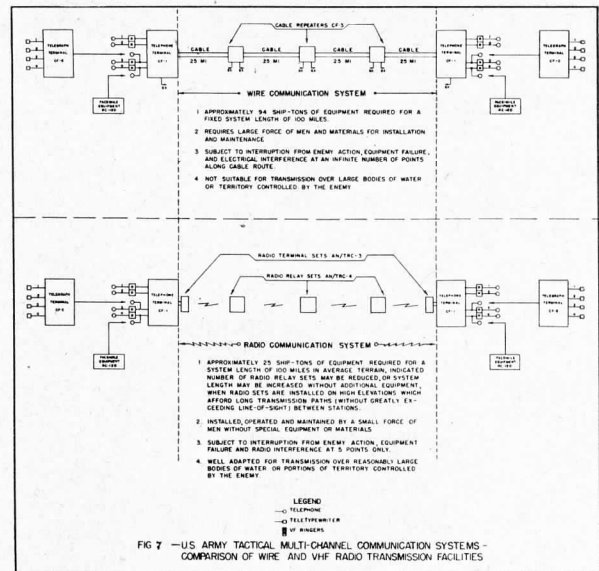 CABLE REPEATERS CF-3
TELEGRAPH TERMINAL CF-2
TELEPHONE TERMINAL CF-1
CABLE CABLE CABLE CABLE
25 MI 25 MI 25 MI 25 MI
TELEPHONE TERMINAL CF-1
TELEGRAPH TERMINAL CF-2
FACSIMILE EQUIPMENT RC-120
FACSIMILE EQUIPMENT RC-120
WIRE COMMUNICATION SYSTEM
1 APPROXIMATELY 94 SHIP-TONS OF EQUIPMENT REQUIRED FOR A
FIXED SYSTEM LENGTH OF 100 MILES.
2 REQUIRES LARGE FORCE OF MEN AND MATERIALS FOR INSTALLATION
AND MAINTENANCE
3 SUBJECT TO INTERRUPTION FROM ENEMY ACTION, EQUIPMENT FAILURE,
AND ELECTRICAL INTERFERENCE AT AN INFINITE NUMBER OF POINTS
ALONG CABLE ROUTE.
4 NOT SUITABLE FOR TRANSMISSION OVER LARGE BODIES OF WATER
OR TERRITORY CONTROLLED BY THE ENEMY
RADIO TERMINAL SETS AN/TRC-3
RADIO RELAY SETS AN/TRC-4
TELEGRAPH TERMINAL CF-2
TELEPHONE TERMINAL CF-1
TELEPHONE TERMINAL CF-1
TELEGRAPH TERMINAL CF-2
FACSIMILE EQUIPMENT RC-120
FACSIMILE EQUIPMENT RC-120
RADIO COMMUNICATION SYSTEM
1 APPROXIMATELY 25 SHIP-TONS OF EQUIPMENT REQUIRED FOR A
SYSTEM LENGTH OF 100 MILES IN AVERAGE TERRAIN, INDICATED
NUMBER OF RADIO RELAY SETS MAY BE REDUCED, OR SYSTEM
LENGTH MAY BE INCREASED WITHOUT ADDITIONAL EQUIPMENT,
WHEN RADIO SETS ARE INSTALLED ON HIGH ELEVATIONS WHICH
AFFORD LONG TRANSMISSION PATHS (WITHOUT GREATLY EX-
CEEDING LINE-OF-SIGHT) BETWEEN STATIONS.
2. INSTALLED, OPERATED AND MAINTAINED BY A SMALL FORCE OF
MEN WITHOUT SPECIAL EQUIPMENT OR MATERIALS
3. SUBJECT TO INTERRUPTION FROM ENEMY ACTION, EQUIPMENT
FAILURE AND RADIO INTERFERENCE AT 5 POINTS ONLY.
4. WELL ADAPTED FOR TRANSMISSION OVER REASONABLY LARGE
BODIES OF WATER OR PORTIONS OF TERRITORY CONTROLLED
BY THE ENEMY.
LEGEND
TELEPHONE
TELETYPEWRITER
VF RINGERS
FIG 7 — U.S. ARMY TACTICAL MULTI-CHANNEL COMMUNICATION SYSTEMS -
COMPARISON OF WIRE AND VHF RADIO TRANSMISSION FACILITIES